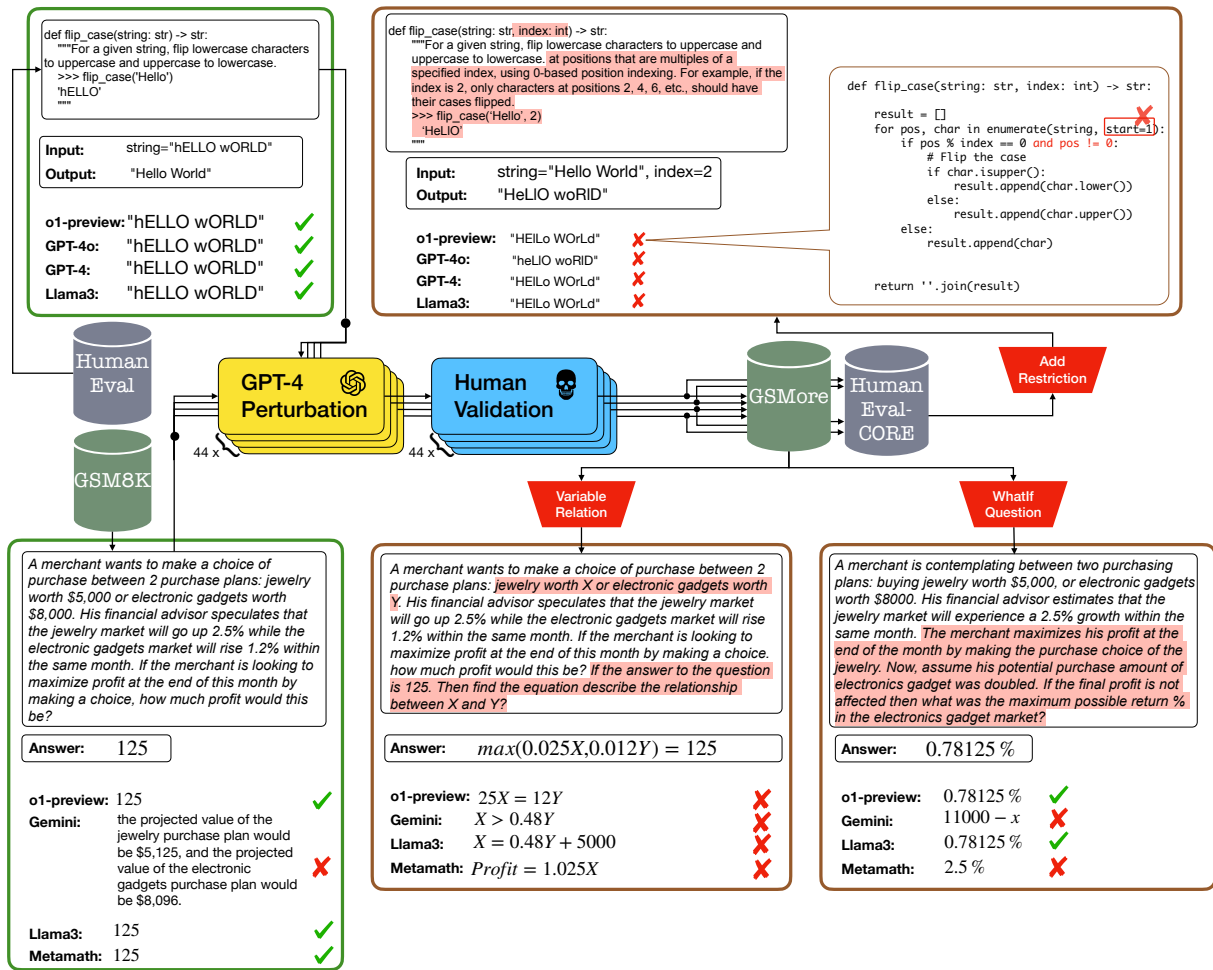 def flip_case(string: str) -> str:
"""For a given string, flip lowercase characters
to uppercase and uppercase to lowercase.
>>> flip_case('Hello')
'hELLO'
"""
Input: string="hELLO wORLD"
Output: "Hello World"
o1-preview: "hELLO wORLD"
GPT-4o: "hELLO wORLD"
GPT-4: "hELLO wORLD"
Llama3: "hELLO wORLD"
def flip_case(string: str, index: int) -> str:
"""For a given string, flip lowercase characters to uppercase and
uppercase to lowercase. at positions that are multiples of a
specified index, using 0-based position indexing. For example, if the
index is 2, only characters at positions 2, 4, 6, etc., should have
their cases flipped.
>>> flip_case('Hello', 2)
'HeLlO'
"""
Input: string="Hello World", index=2
Output: "HeLlO woRlD"
o1-preview: "HElLo WOrLd"
GPT-4o: "heLlO wORlD"
GPT-4: "HElLo WOrLd"
Llama3: "HElLo WOrLd"
def flip_case(string: str, index: int) -> str:
result = []
for pos, char in enumerate(string, start=1):
if pos % index == 0 and pos != 0:
# Flip the case
if char.isupper():
result.append(char.lower())
else:
result.append(char.upper())
else:
result.append(char)
return ''.join(result)
Human
Eval
GSM8K
GPT-4
Perturbation
44 x
Human
Validation
44 x
GSMore
Human
Eval-
CORE
Add
Restriction
Variable
Relation
WhatIf
Question
A merchant wants to make a choice of
purchase between 2 purchase plans: jewelry
worth $5,000 or electronic gadgets worth
$8,000. His financial advisor speculates that
the jewelry market will go up 2.5% while the
electronic gadgets market will rise 1.2% within
the same month. If the merchant is looking to
maximize profit at the end of this month by
making a choice, how much profit would this
be?
Answer: 125
o1-preview: 125
Gemini: the projected value of the
jewelry purchase plan would
be $5,125, and the projected
value of the electronic
gadgets purchase plan would
be $8,096.
Llama3: 125
Metamath: 125
A merchant wants to make a choice of purchase between 2
purchase plans: jewelry worth X or electronic gadgets worth
Y. His financial advisor speculates that the jewelry market
will go up 2.5% while the electronic gadgets market will rise
1.2% within the same month. If the merchant is looking to
maximize profit at the end of this month by making a choice.
how much profit would this be? If the answer to the question
is 125. Then find the equation describe the relationship
between X and Y?
Answer: max(0.025X,0.012Y) = 125
o1-preview: 25X = 12Y
Gemini: X > 0.48Y
Llama3: X = 0.48Y + 5000
Metamath: Profit = 1.025X
A merchant is contemplating between two purchasing
plans: buying jewelry worth $5,000, or electronic gadgets
worth $8000. His financial advisor estimates that the
jewelry market will experience a 2.5% growth within the
same month. The merchant maximizes his profit at the
end of the month by making the purchase choice of the
jewelry. Now, assume his potential purchase amount of
electronics gadget was doubled. If the final profit is not
affected then what was the maximum possible return %
in the electronics gadget market?
Answer: 0.78125 %
o1-preview: 0.78125 %
Gemini: 11000 − x
Llama3: 0.78125 %
Metamath: 2.5 %